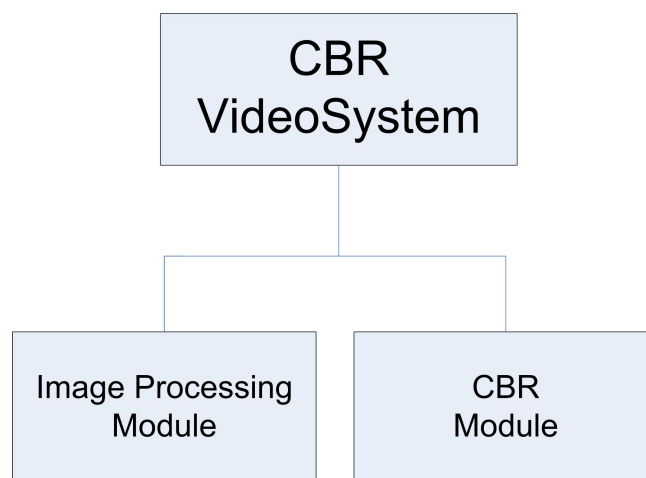 CBR
VideoSystem
Image Processing
Module
CBR
Module